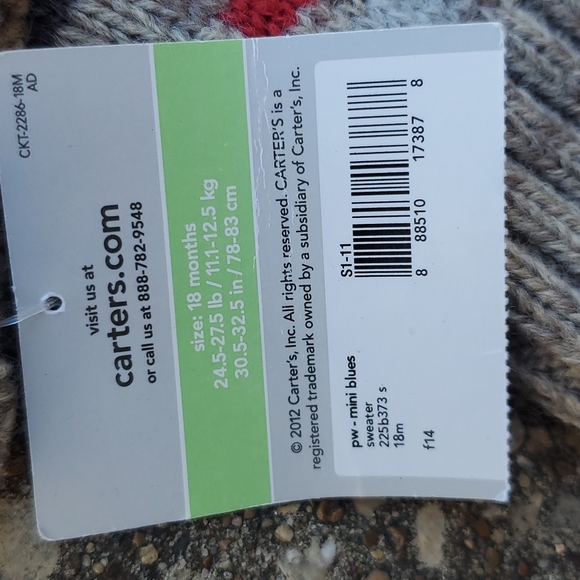 CKT-2286-18M
AD
visit us at
carters.com
or call us at 888-782-9548
size: 18 months
24.5-27.5 lb / 11.1-12.5 kg
30.5-32.5 in / 78-83 cm
© 2012 Carter's, Inc. All rights reserved. CARTER'S is a
registered trademark owned by a subsidiary of Carter's, Inc.
S1-11
8 88510 17387 8
pw - mini blues
sweater
225b373 s
18m
f14